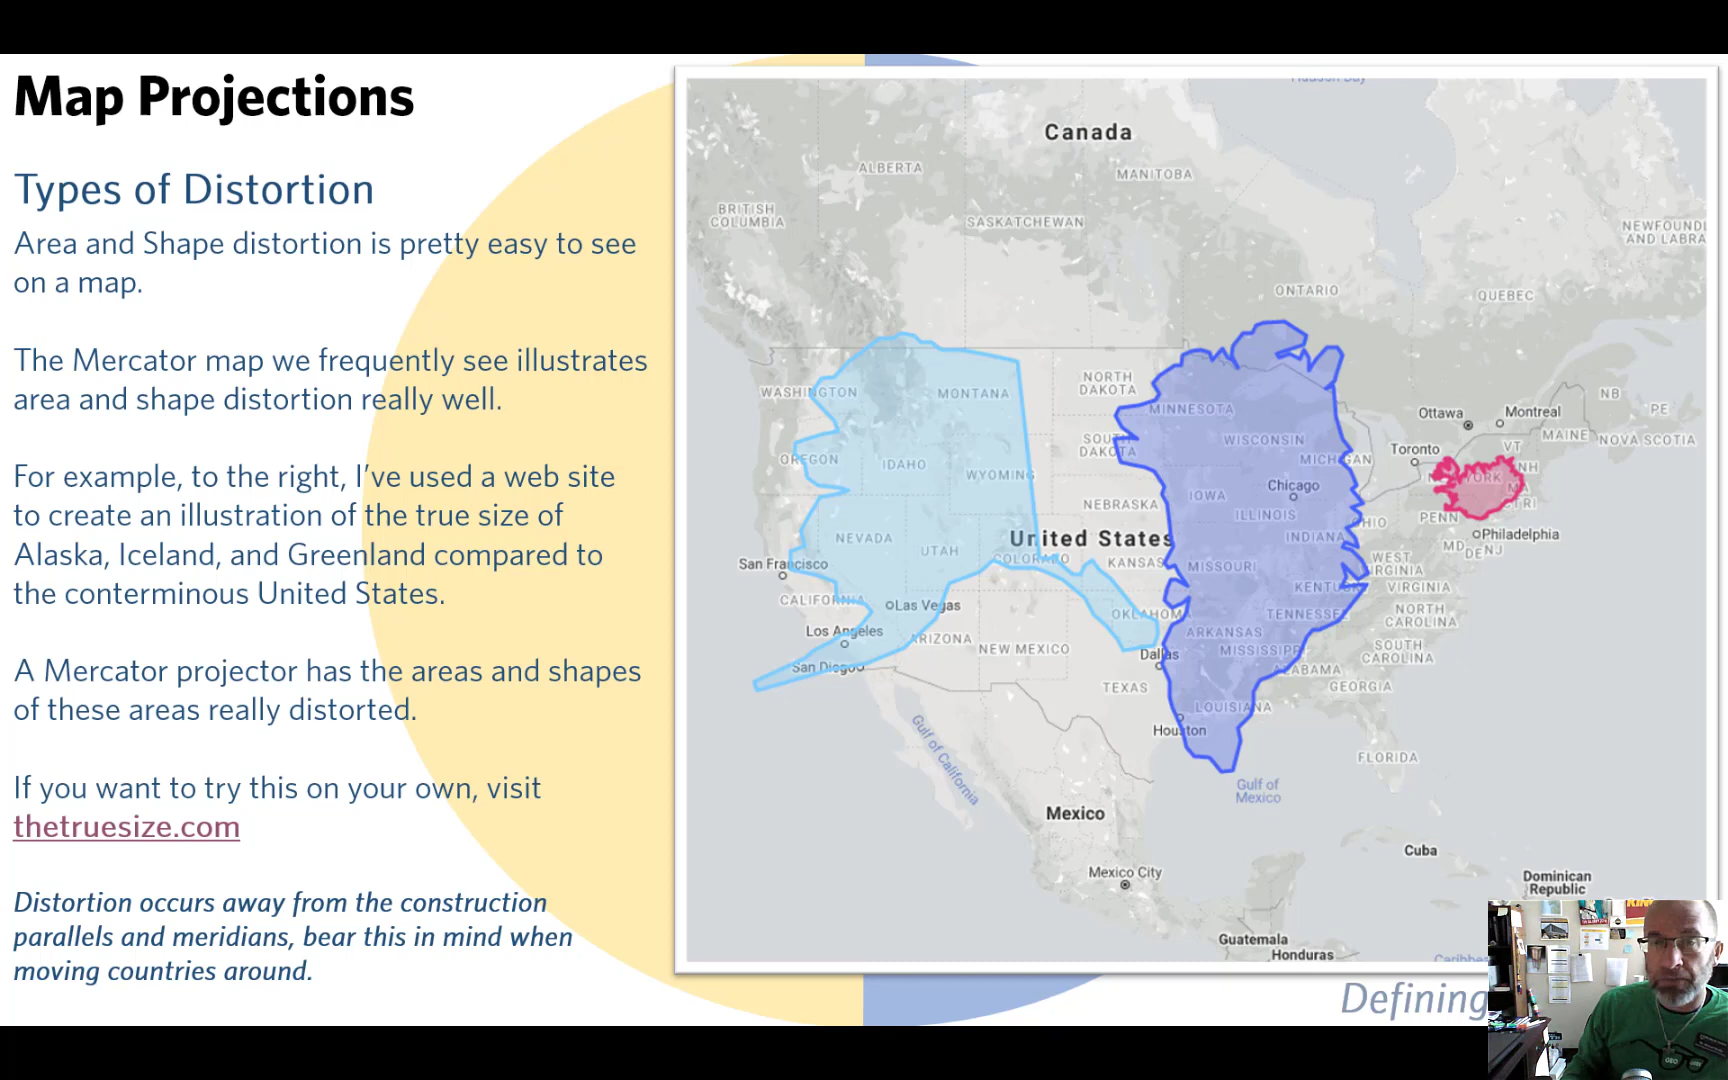 Map Projections
Types of Distortion
Area and Shape distortion is pretty easy to see
on a map.
The Mercator map we frequently see illustrates
area and shape distortion really well.
For example, to the right, I've used a web site
to create an illustration of the true size of
Alaska, Iceland, and Greenland compared to
the conterminous United States.
A Mercator projector has the areas and shapes
of these areas really distorted.
If you want to try this on your own, visit
thetruesize.com
Distortion occurs away from the construction
parallels and meridians, bear this in mind when
moving countries around.
Hudson Bay
Canada
ALBERTA
MANITOBA
BRITISH
COLUMBIA
SASKATCHEWAN
NEWFOUNDL
AND LABRA
ONTARIO
QUEBEC
NORTH
DAKOTA
WASHINGTON
MONTANA
MINNESOTA
Ottawa
Montreal
NB
PE
MAINE
NOVA SCOTIA
VT
NH
SOUTH
DAKOTA
WISCONSIN
MICHIGAN
Toronto
OREGON
IDAHO
WYOMING
YORK
MA
RI
Chicago
IOWA
NEBRASKA
ILLINOIS
INDIANA
OHIO
PENN
Philadelphia
NEVADA
UTAH
United States
COLORADO
KANSAS
MISSOURI
WEST
VIRGINIA
MD
DE
NJ
San Francisco
KENTUCKY
VIRGINIA
CALIFORNIA
Las Vegas
OKLAHOMA
TENNESSEE
NORTH
CAROLINA
Los Angeles
ARIZONA
NEW MEXICO
ARKANSAS
MISSISSIPPI
SOUTH
CAROLINA
San Diego
Dallas
ALABAMA
GEORGIA
TEXAS
LOUISIANA
Houston
Gulf of California
FLORIDA
Gulf of
Mexico
Mexico
Cuba
Mexico City
Dominican
Republic
Guatemala
Honduras
Defining